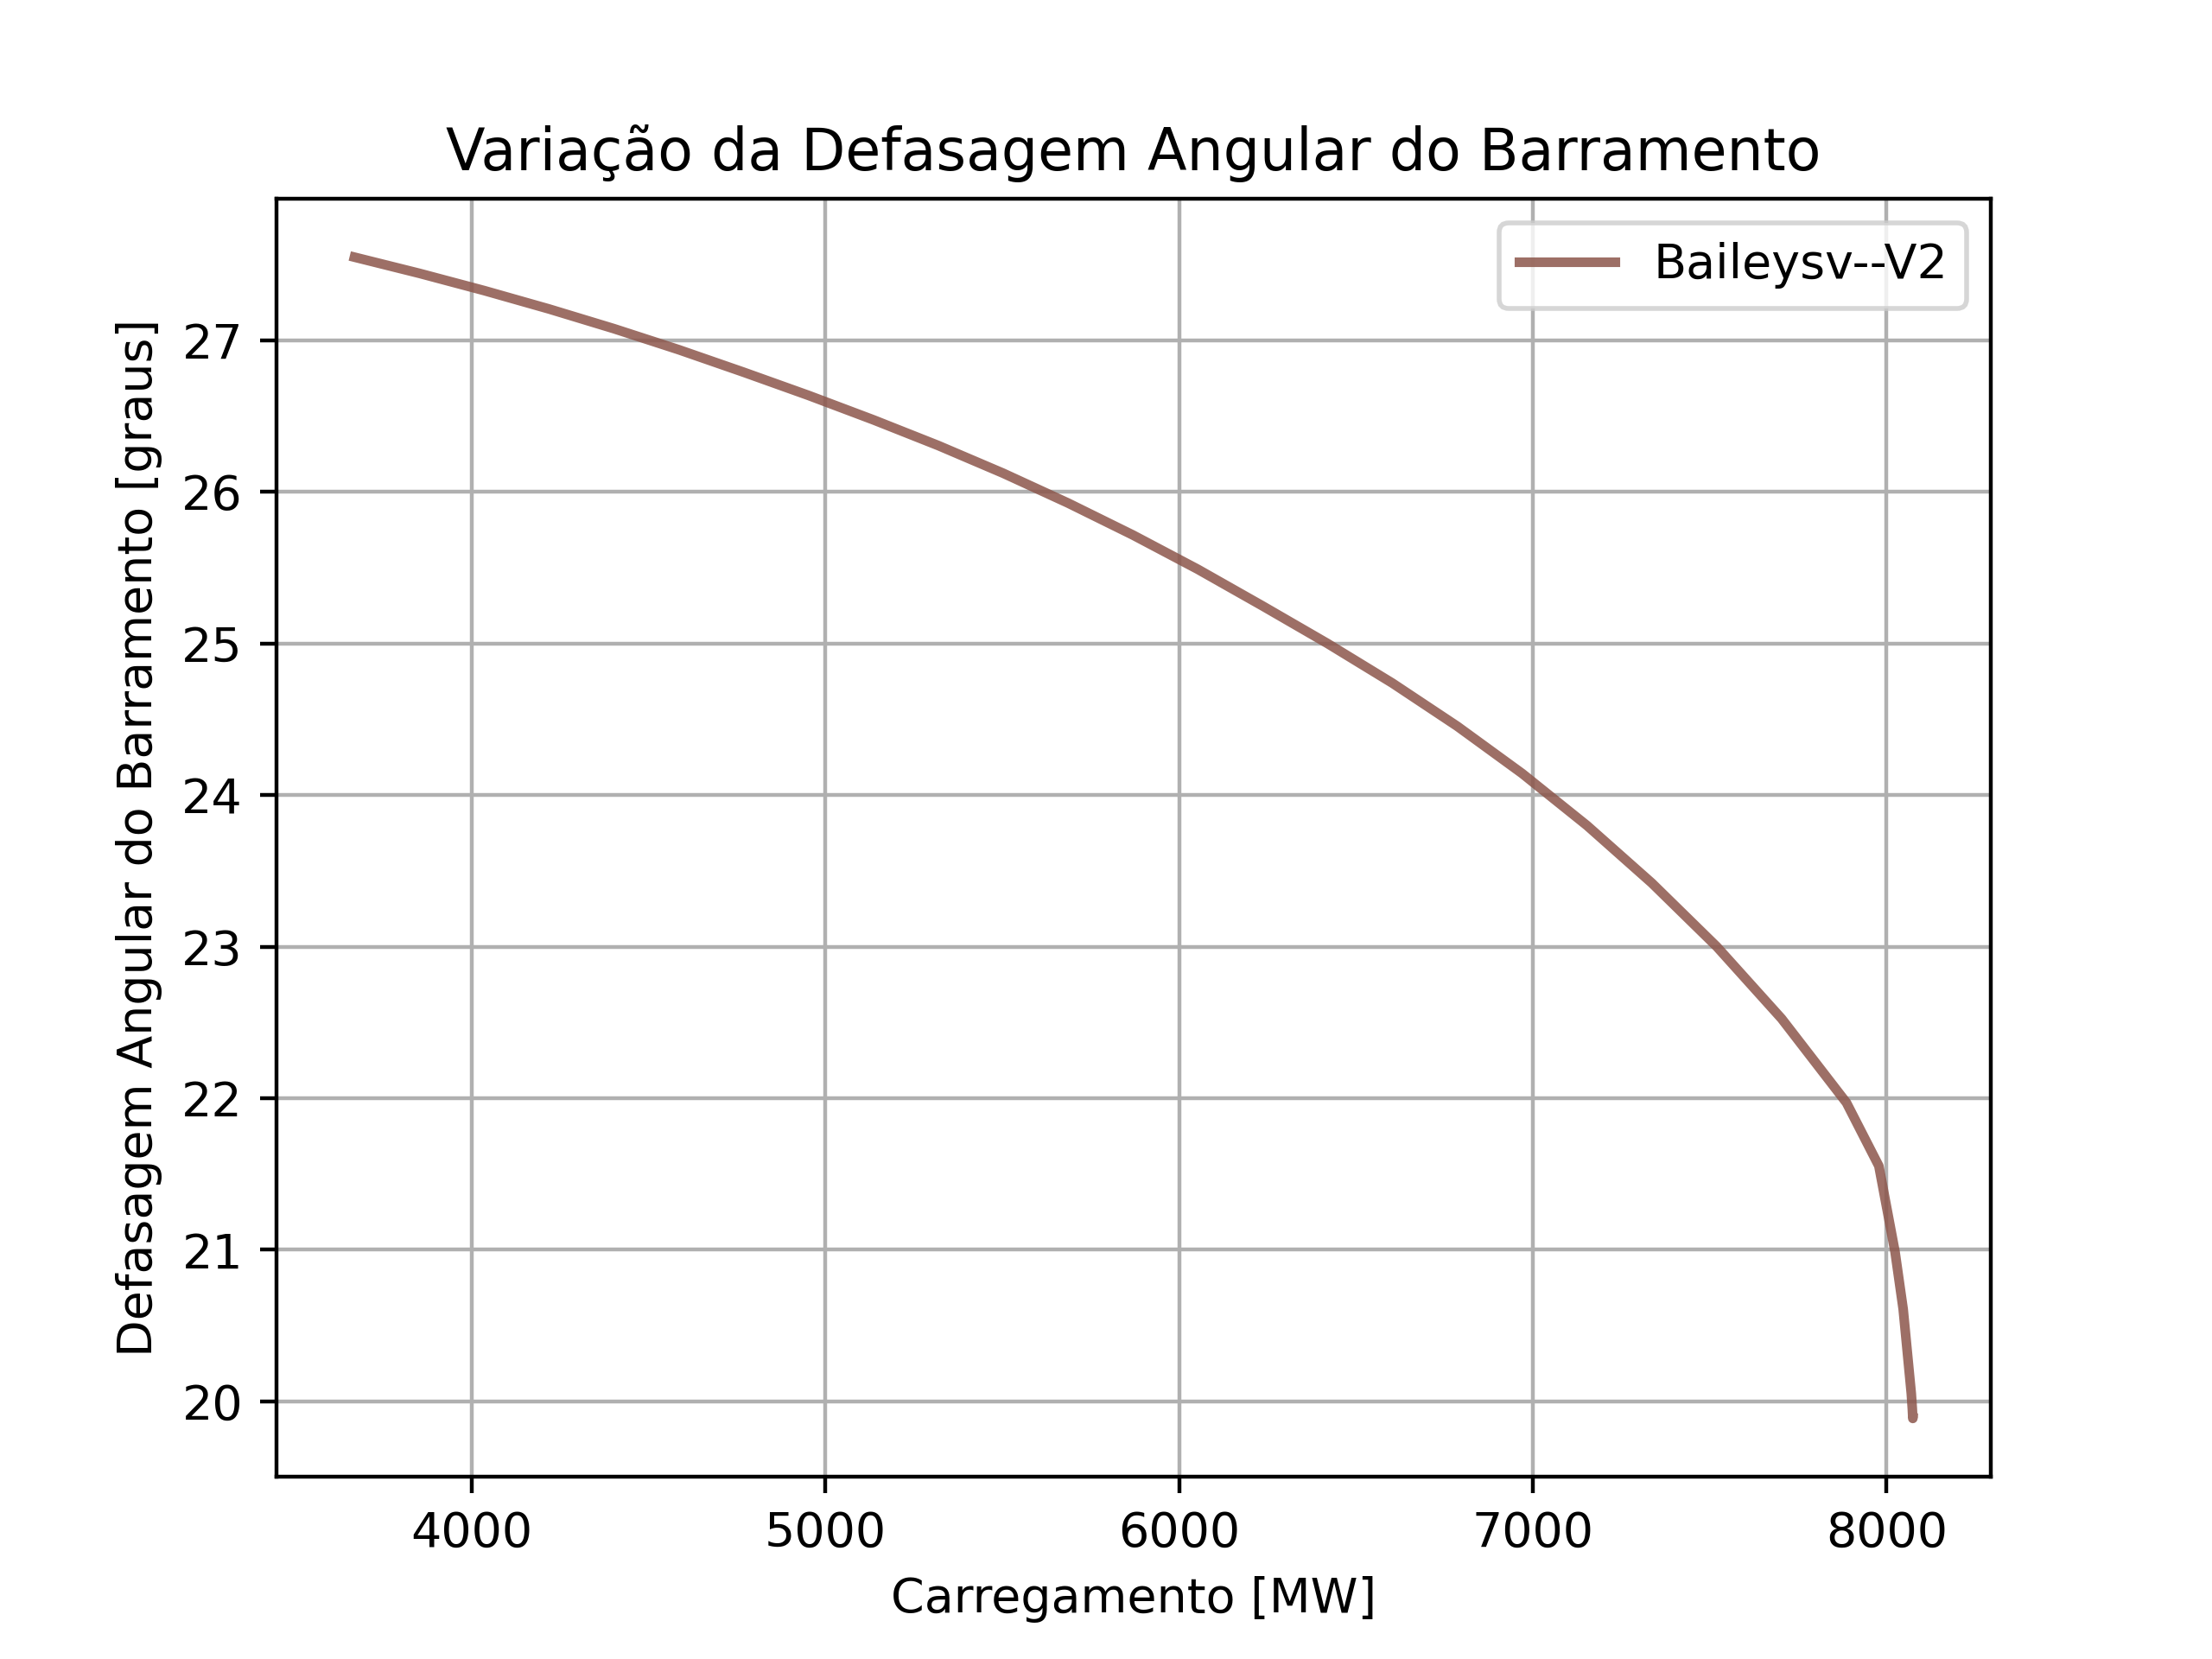 Variação da Defasagem Angular do Barramento
Baileysv--V2
Defasagem Angular do Barramento [graus]
27
26
25
24
23
22
21
20
4000 5000 6000 7000 8000
Carregamento [MW]